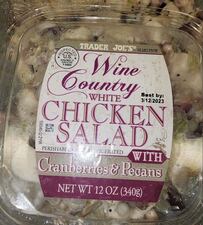 TRADER JOE'S
Best by:
3/12/2023
Wine
Country
WHITE
CHICKEN
SALAD
WITH
Cranberries & Pecans
NET WT 12 OZ (340g)